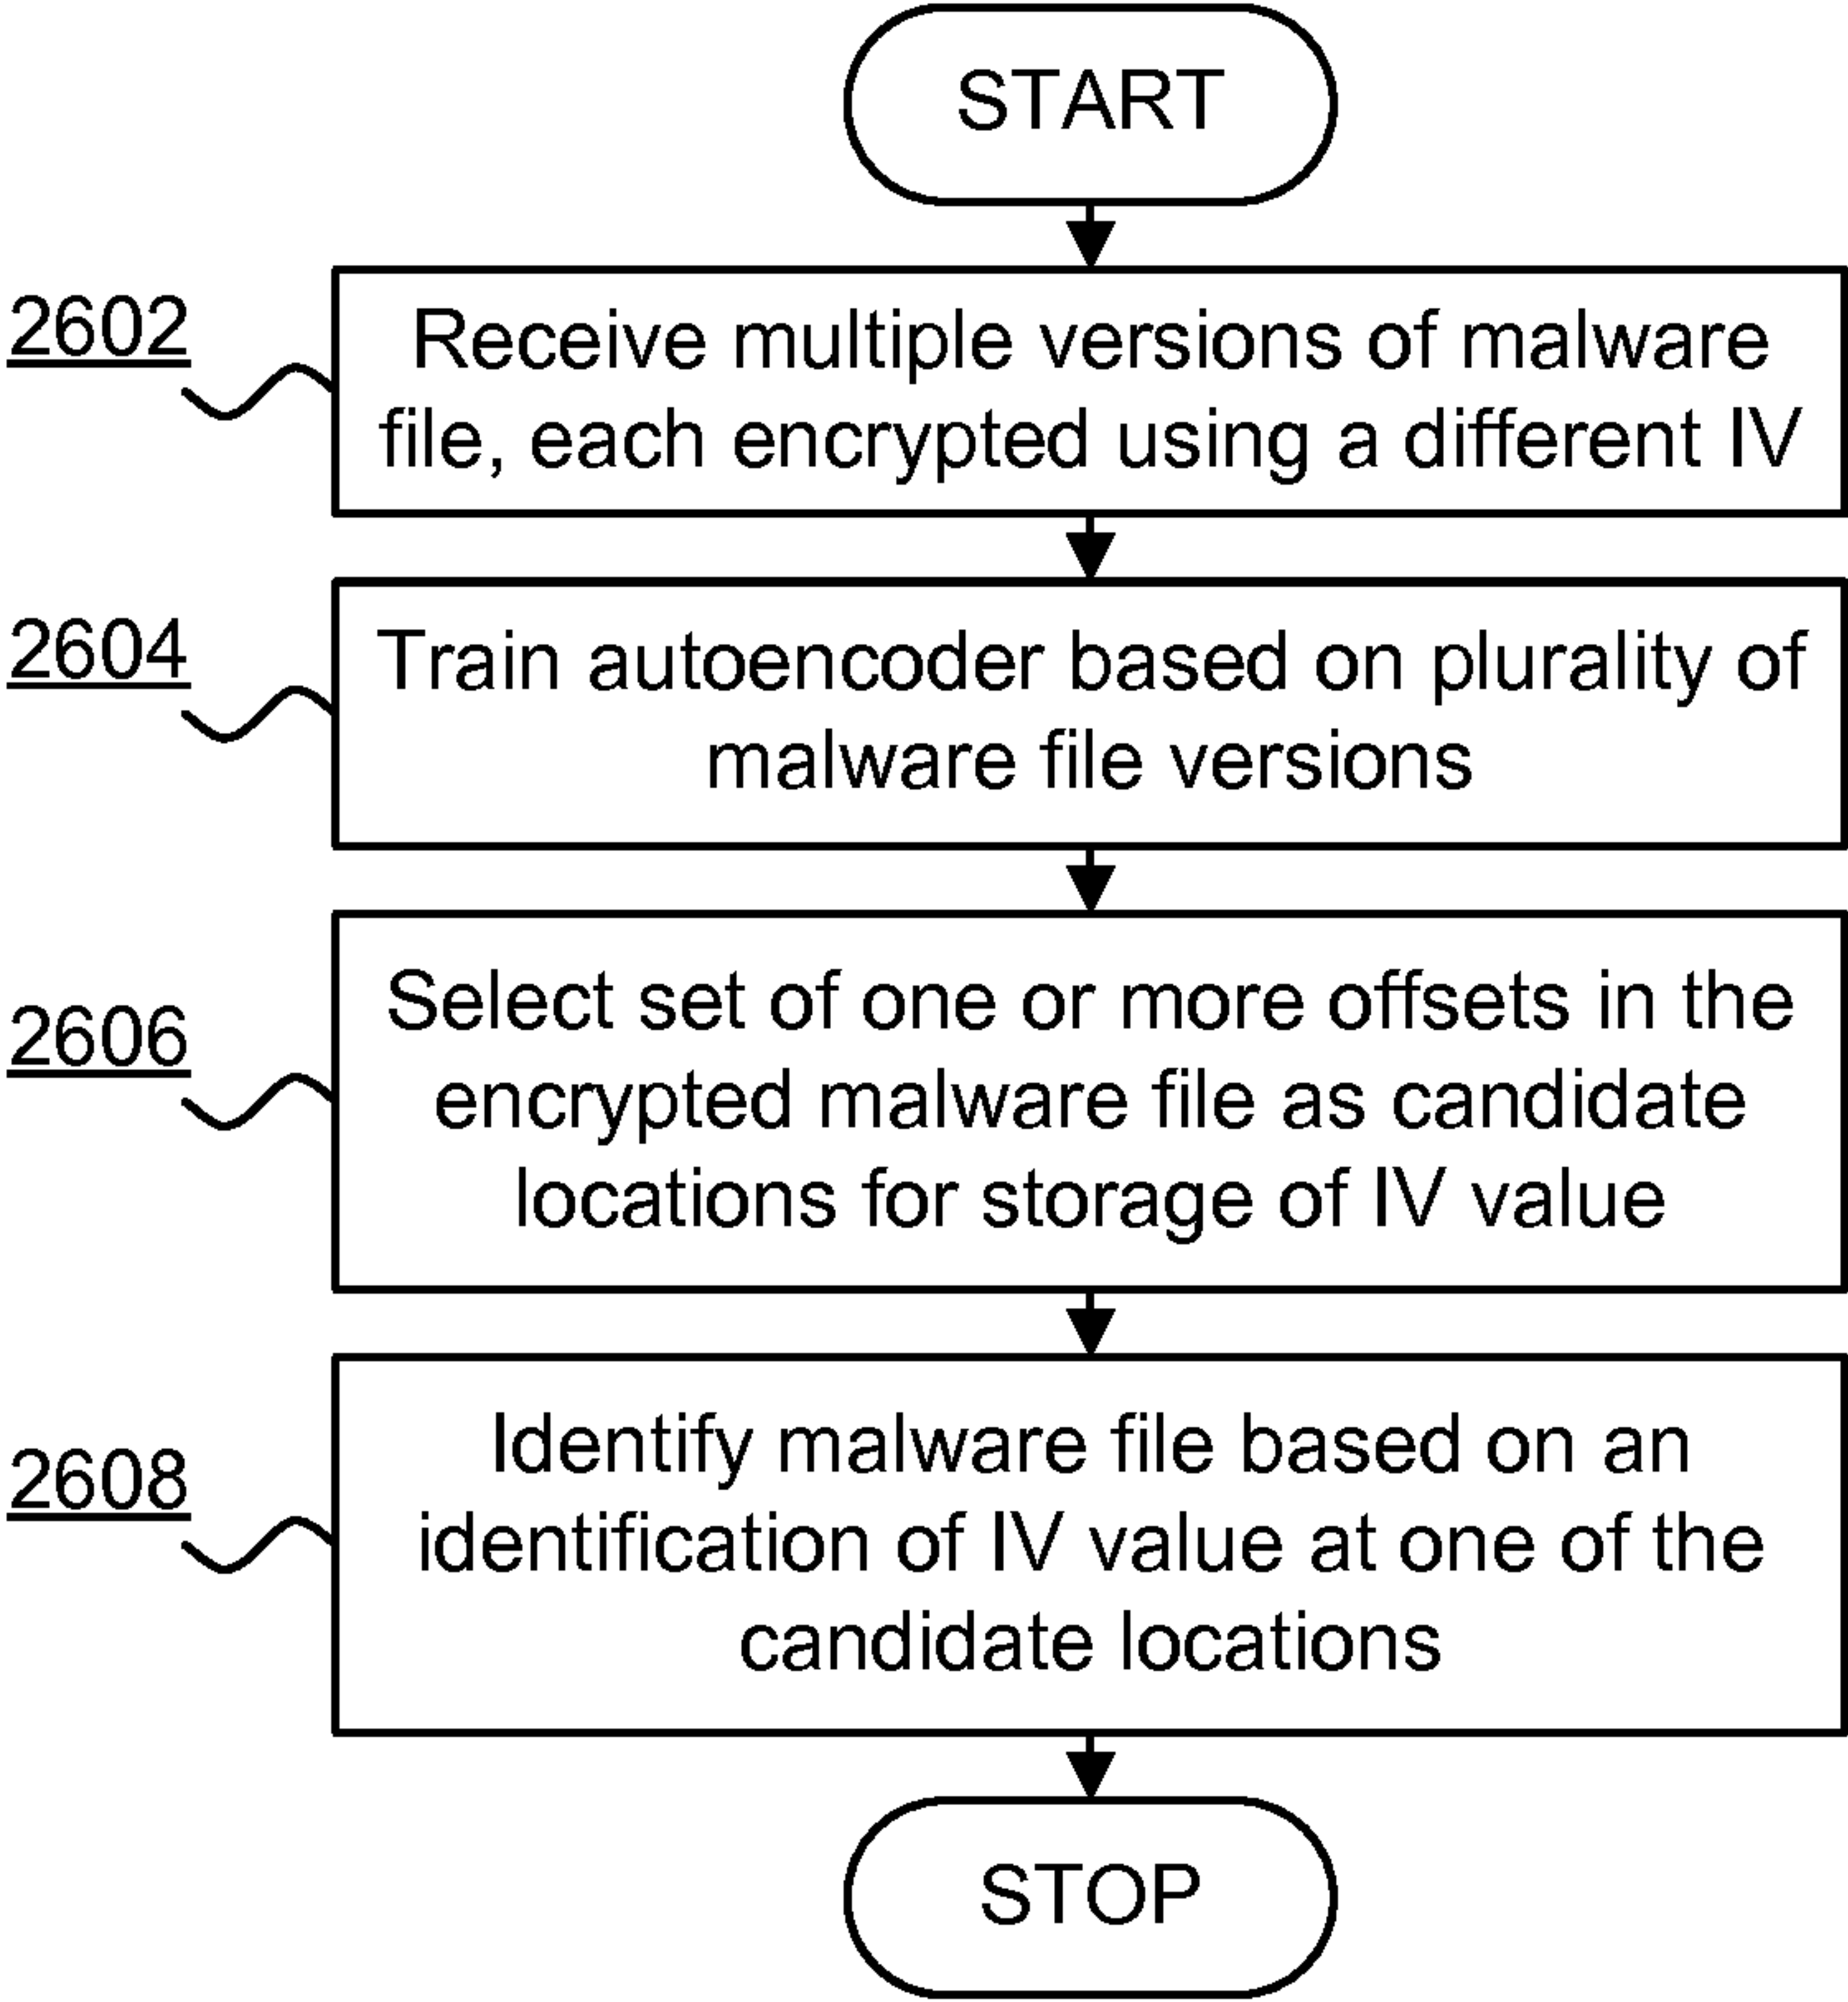 START
2602
Receive multiple versions of malware
file, each encrypted using a different IV
2604
Train autoencoder based on plurality of
malware file versions
2606
Select set of one or more offsets in the
encrypted malware file as candidate
locations for storage of IV value
2608
Identify malware file based on an
identification of IV value at one of the
candidate locations
STOP